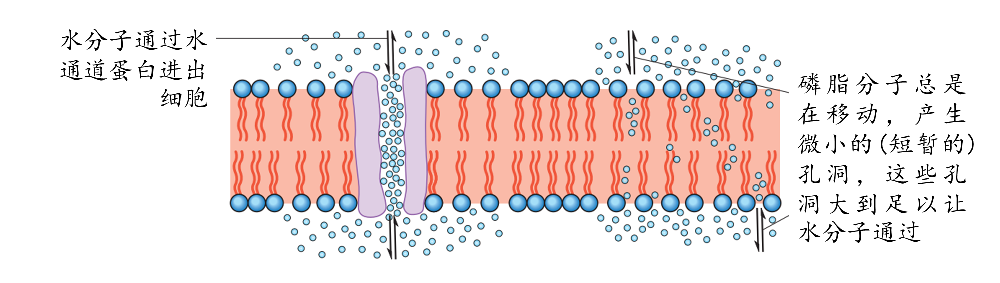 水分子通过水
通道蛋白进出
细胞
磷脂分子总是
在移动，产生
微小的(短暂的)
孔洞，这些孔
洞大到足以让
水分子通过